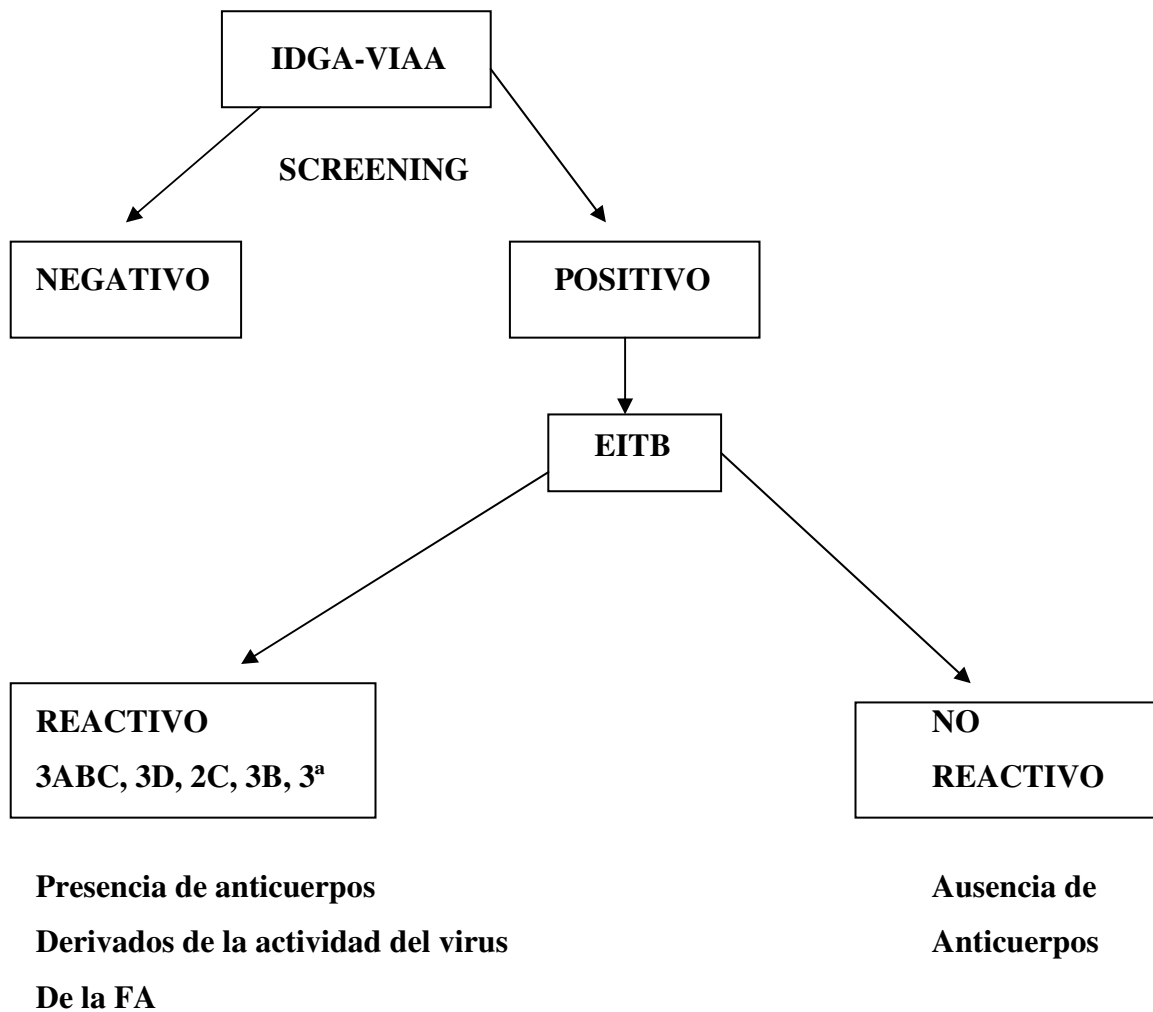 IDGA-VIAA
SCREENING
NEGATIVO
POSITIVO
EITB
REACTIVO
3ABC, 3D, 2C, 3B, 3ª
NO
REACTIVO
Presencia de anticuerpos
Derivados de la actividad del virus
De la FA
Ausencia de
Anticuerpos